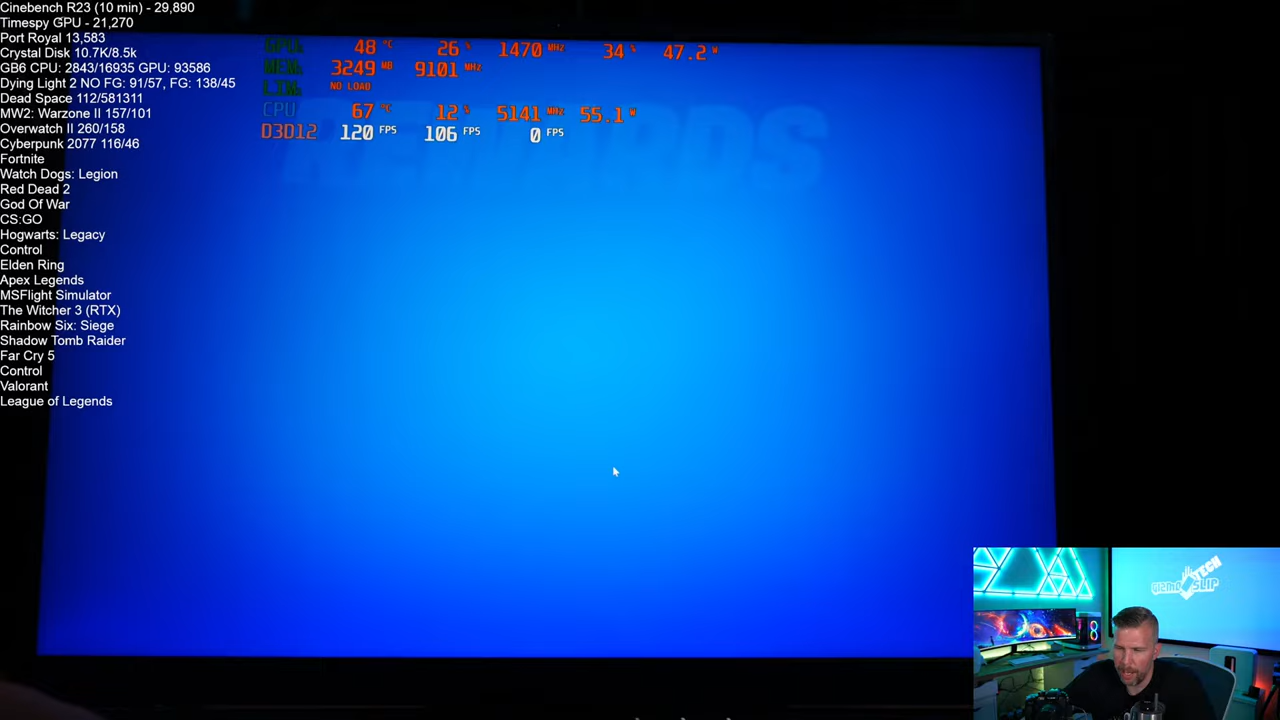 Cinebench R23 (10 min) - 29,890
Timespy GPU - 21,270
Port Royal 13,583
Crystal Disk 10.7K/8.5k
GB6 CPU: 2843/16935 GPU: 93586
Dying Light 2 NO FG: 91/57, FG: 138/45
Dead Space 112/581311
MW2: Warzone II 157/101
Overwatch II 260/158
Cyberpunk 2077 116/46
Fortnite
Watch Dogs: Legion
Red Dead 2
God Of War
CS:GO
Hogwarts: Legacy
Control
Elden Ring
Apex Legends
MSFlight Simulator
The Witcher 3 (RTX)
Rainbow Six: Siege
Shadow Tomb Raider
Far Cry 5
Control
Valorant
League of Legends
GPU: 48 °C 26 % 1470 MHz 34 % 47.2 W
MEM: 3249 MB 9101 MHz
LIM: NO LOAD
CPU 67 °C 12 % 5141 MHz 55.1 W
D3D12 120 FPS 106 FPS 0 FPS
REWARDS
GIZMO SLIP TECH